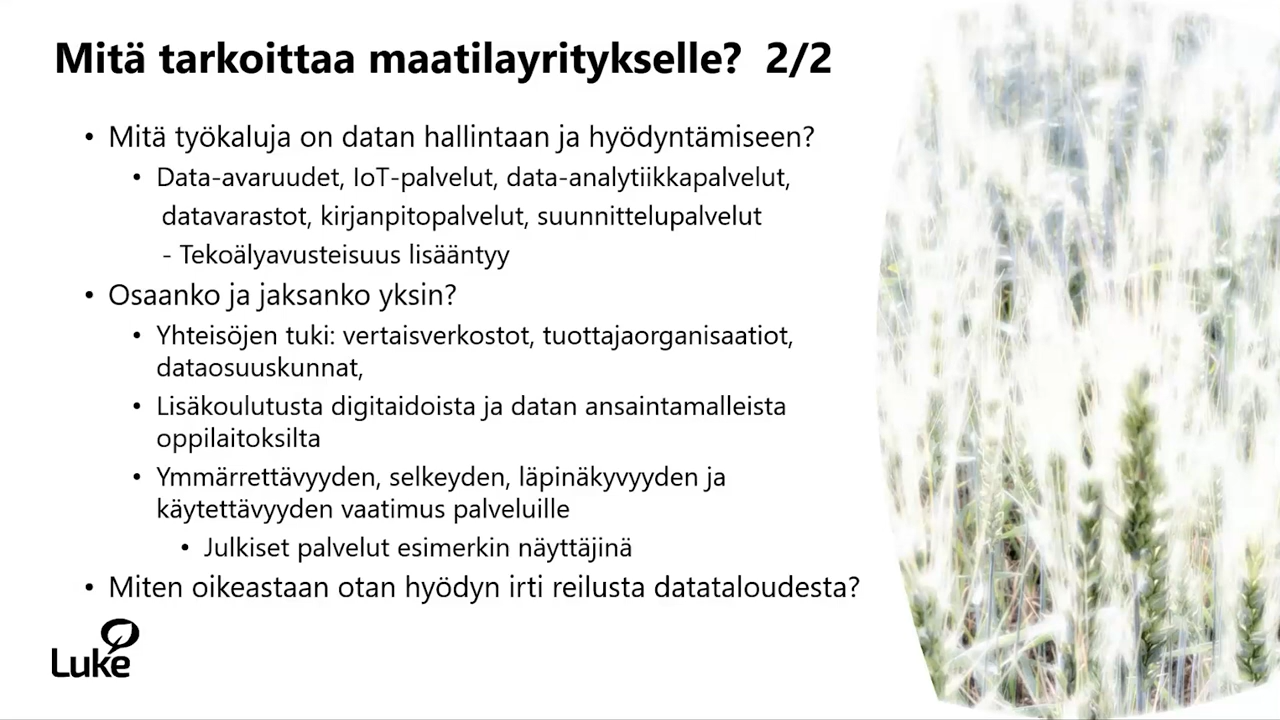 Mitä tarkoittaa maatilayritykselle? 2/2
• Mitä työkaluja on datan hallintaan ja hyödyntämiseen?
• Data-avaruudet, IoT-palvelut, data-analytiikkapalvelut,
datavarastot, kirjanpitopalvelut, suunnittelupalvelut
- Tekoälyavusteisuus lisääntyy
• Osaanko ja jaksanko yksin?
• Yhteisöjen tuki: vertaisverkostot, tuottajaorganisaatiot,
dataosuuskunnat,
• Lisäkoulutusta digitaidoista ja datan ansaintamalleista
oppilaitoksilta
• Ymmärrettävyyden, selkeyden, läpinäkyvyyden ja
käytettävyyden vaatimus palveluille
• Julkiset palvelut esimerkin näyttäjinä
• Miten oikeastaan otan hyödyn irti reilusta datataloudesta?
Luke